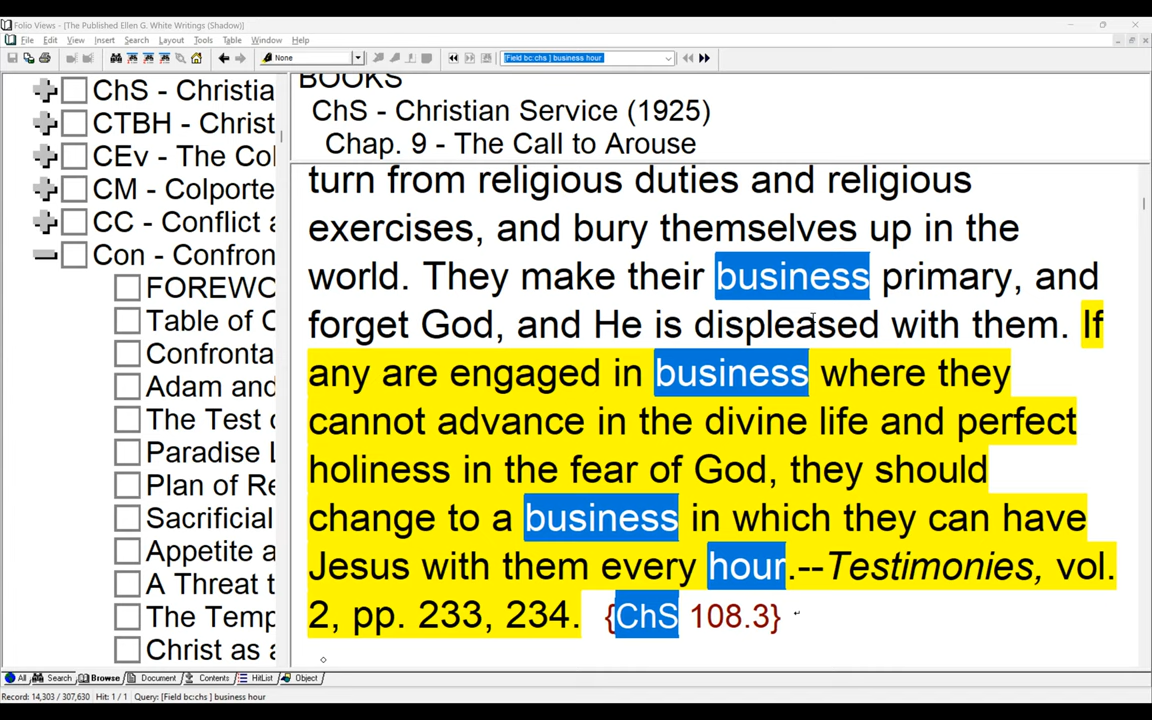 Folio Views - [The Published Ellen G. White Writings (Shadow)]
File Edit View Insert Search Layout Tools Table Window Help
None
[Field bc:chs ] business hour
ChS - Christia
CTBH - Christ
CEv - The Col
CM - Colporte
CC - Conflict a
Con - Confron
FOREWO
Table of C
Confronta
Adam and
The Test o
Paradise L
Plan of Re
Sacrificial
Appetite a
A Threat t
The Temp
Christ as a
BOOKS
ChS - Christian Service (1925)
Chap. 9 - The Call to Arouse
turn from religious duties and religious
exercises, and bury themselves up in the
world. They make their business primary, and
forget God, and He is displeased with them. If
any are engaged in business where they
cannot advance in the divine life and perfect
holiness in the fear of God, they should
change to a business in which they can have
Jesus with them every hour.--Testimonies, vol.
2, pp. 233, 234. {ChS 108.3}
All Search Browse Document Contents HitList Object
Record: 14,303 / 307,630 Hit: 1 / 1 Query: [Field bc:chs ] business hour